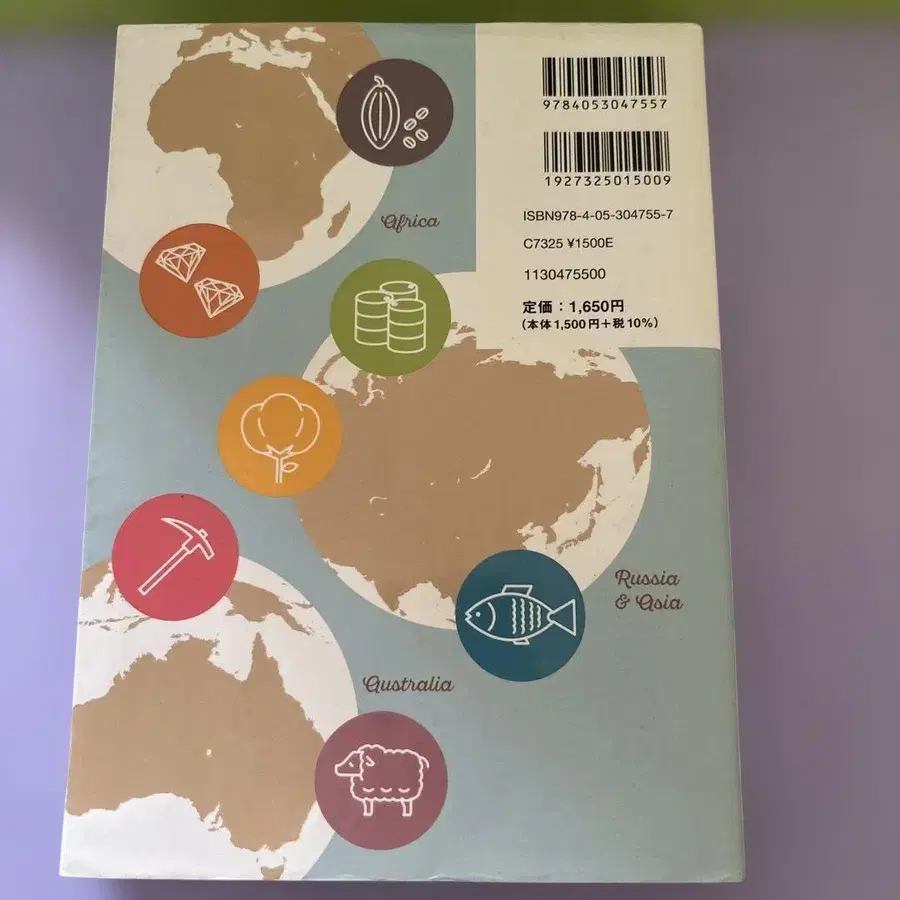 9784053047557
1927325015009
ISBN978-4-05-304755-7
C7325 ¥1500E
1130475500
定価：1,650円
（本体1,500円＋税10%）
Africa
Russia
& Asia
Australia